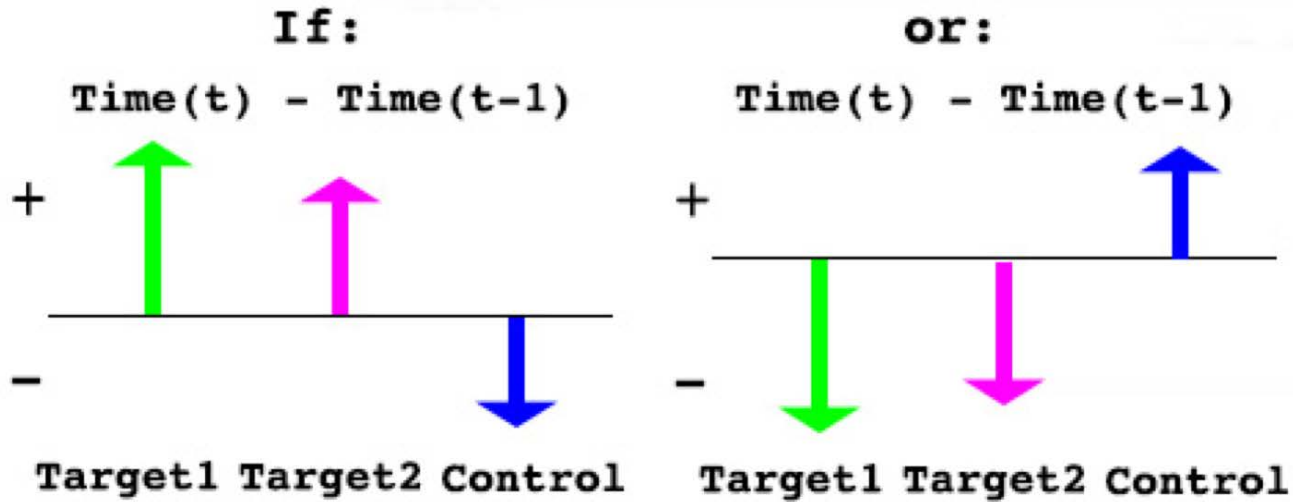 If:
Time(t) - Time(t-1)
+
-
Target1 Target2 Control
or:
Time(t) - Time(t-1)
+
-
Target1 Target2 Control